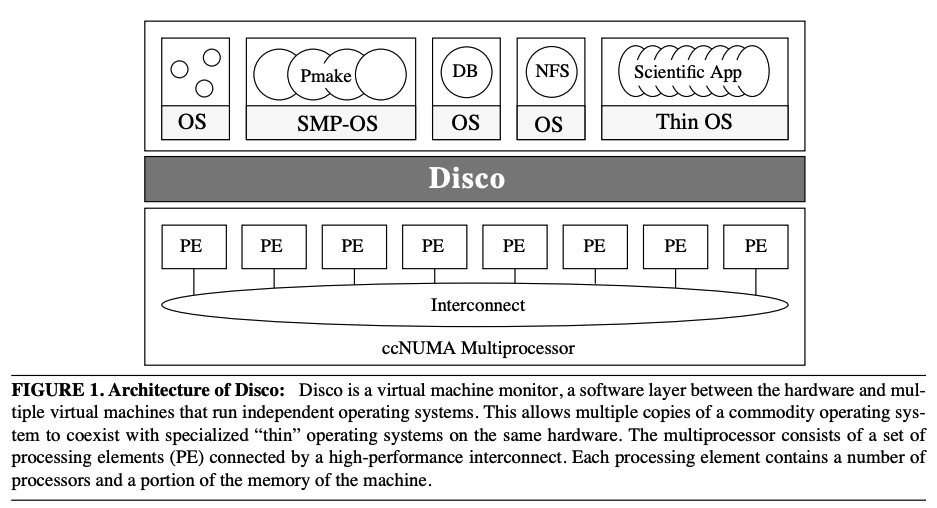 Pmake
DB
NFS
Scientific App
OS
SMP-OS
OS
OS
Thin OS
Disco
PE
PE
PE
PE
PE
PE
PE
PE
Interconnect
ccNUMA Multiprocessor
FIGURE 1. Architecture of Disco: Disco is a virtual machine monitor, a software layer between the hardware and mul-
tiple virtual machines that run independent operating systems. This allows multiple copies of a commodity operating sys-
tem to coexist with specialized “thin” operating systems on the same hardware. The multiprocessor consists of a set of
processing elements (PE) connected by a high-performance interconnect. Each processing element contains a number of
processors and a portion of the memory of the machine.